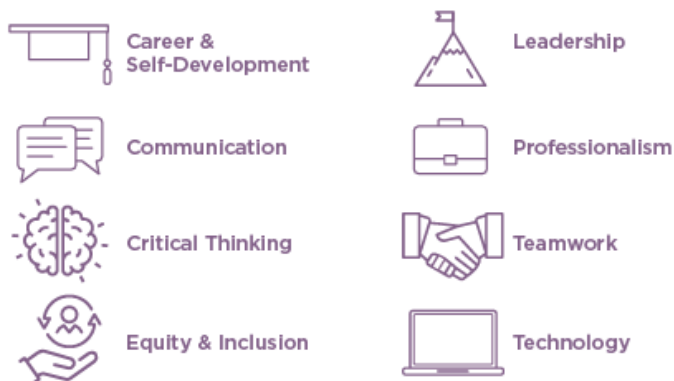 Career &
Self-Development
Communication
Critical Thinking
Equity & Inclusion
Leadership
Professionalism
Teamwork
Technology